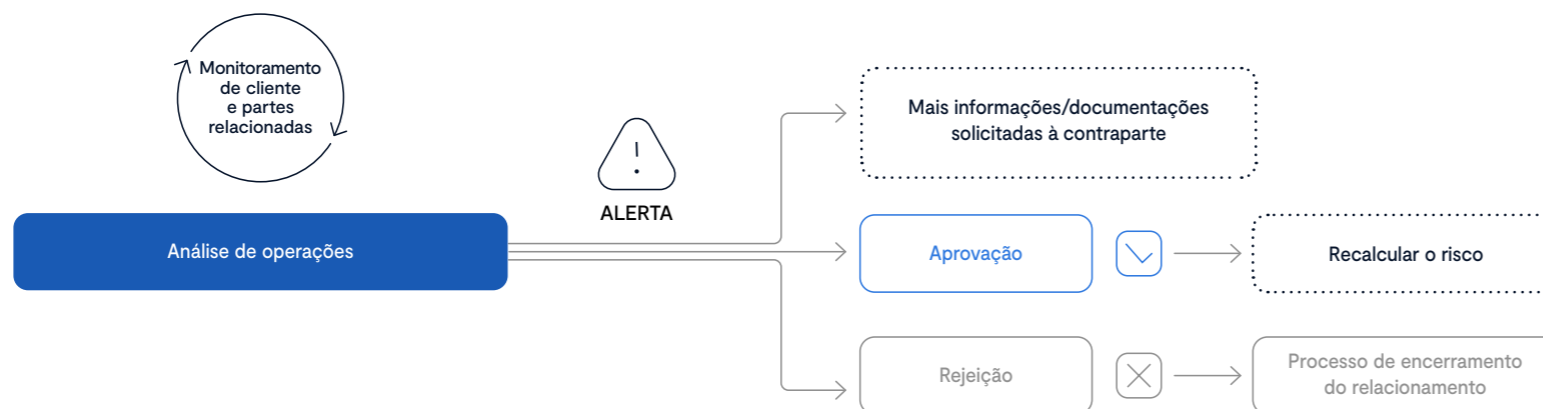 Monitoramento
de cliente
e partes
relacionadas
ALERTA
Análise de operações
Mais informações/documentações
solicitadas à contraparte
Aprovação
Recalcular o risco
Rejeição
Processo de encerramento
do relacionamento